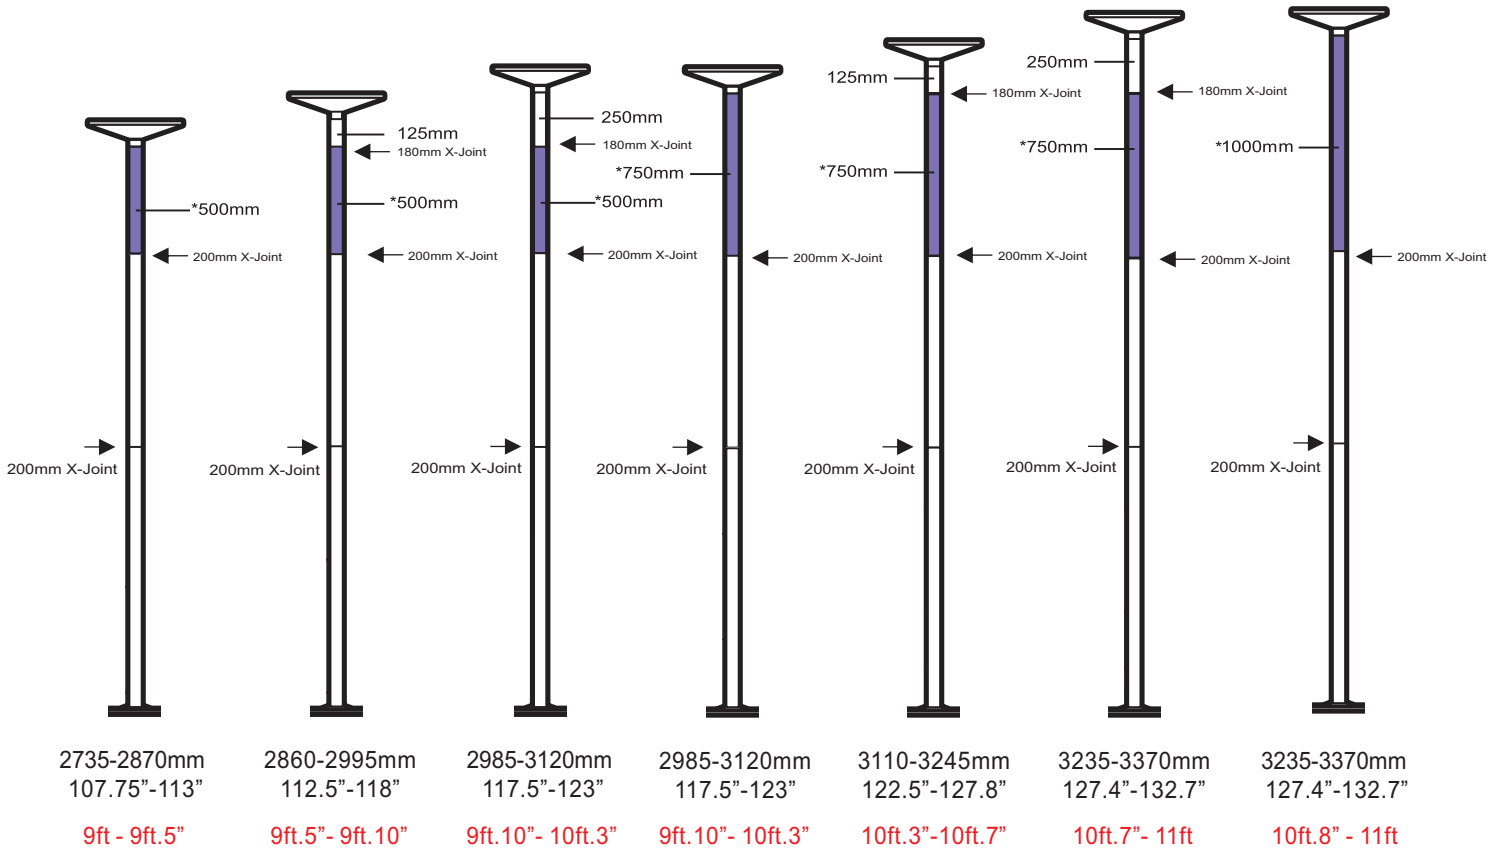 *500mm
200mm X-Joint
200mm X-Joint
2735-2870mm
107.75”-113”
9ft - 9ft.5”
125mm
180mm X-Joint
*500mm
200mm X-Joint
200mm X-Joint
2860-2995mm
112.5”-118”
9ft.5”- 9ft.10”
250mm
180mm X-Joint
*500mm
200mm X-Joint
200mm X-Joint
2985-3120mm
117.5”-123”
9ft.10”- 10ft.3”
*750mm
200mm X-Joint
200mm X-Joint
2985-3120mm
117.5”-123”
9ft.10”- 10ft.3”
125mm
180mm X-Joint
*750mm
200mm X-Joint
200mm X-Joint
3110-3245mm
122.5”-127.8”
10ft.3”-10ft.7”
250mm
180mm X-Joint
*750mm
200mm X-Joint
200mm X-Joint
3235-3370mm
127.4”-132.7”
10ft.7”- 11ft
*1000mm
200mm X-Joint
200mm X-Joint
3235-3370mm
127.4”-132.7”
10ft.8” - 11ft